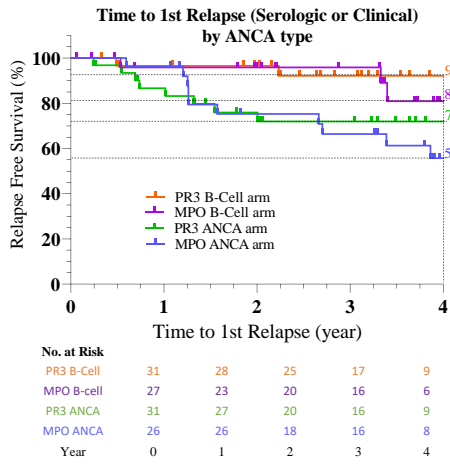 Time to 1st Relapse (Serologic or Clinical)
by ANCA type
Relapse Free Survival (%)
100
80
60
40
20
0
9
8
7
5
PR3 B-Cell arm
MPO B-Cell arm
PR3 ANCA arm
MPO ANCA arm
0 1 2 3 4
Time to 1st Relapse (year)
No. at Risk
PR3 B-Cell 31 28 25 17 9
MPO B-cell 27 23 20 16 6
PR3 ANCA 31 27 20 16 9
MPO ANCA 26 26 18 16 8
Year 0 1 2 3 4